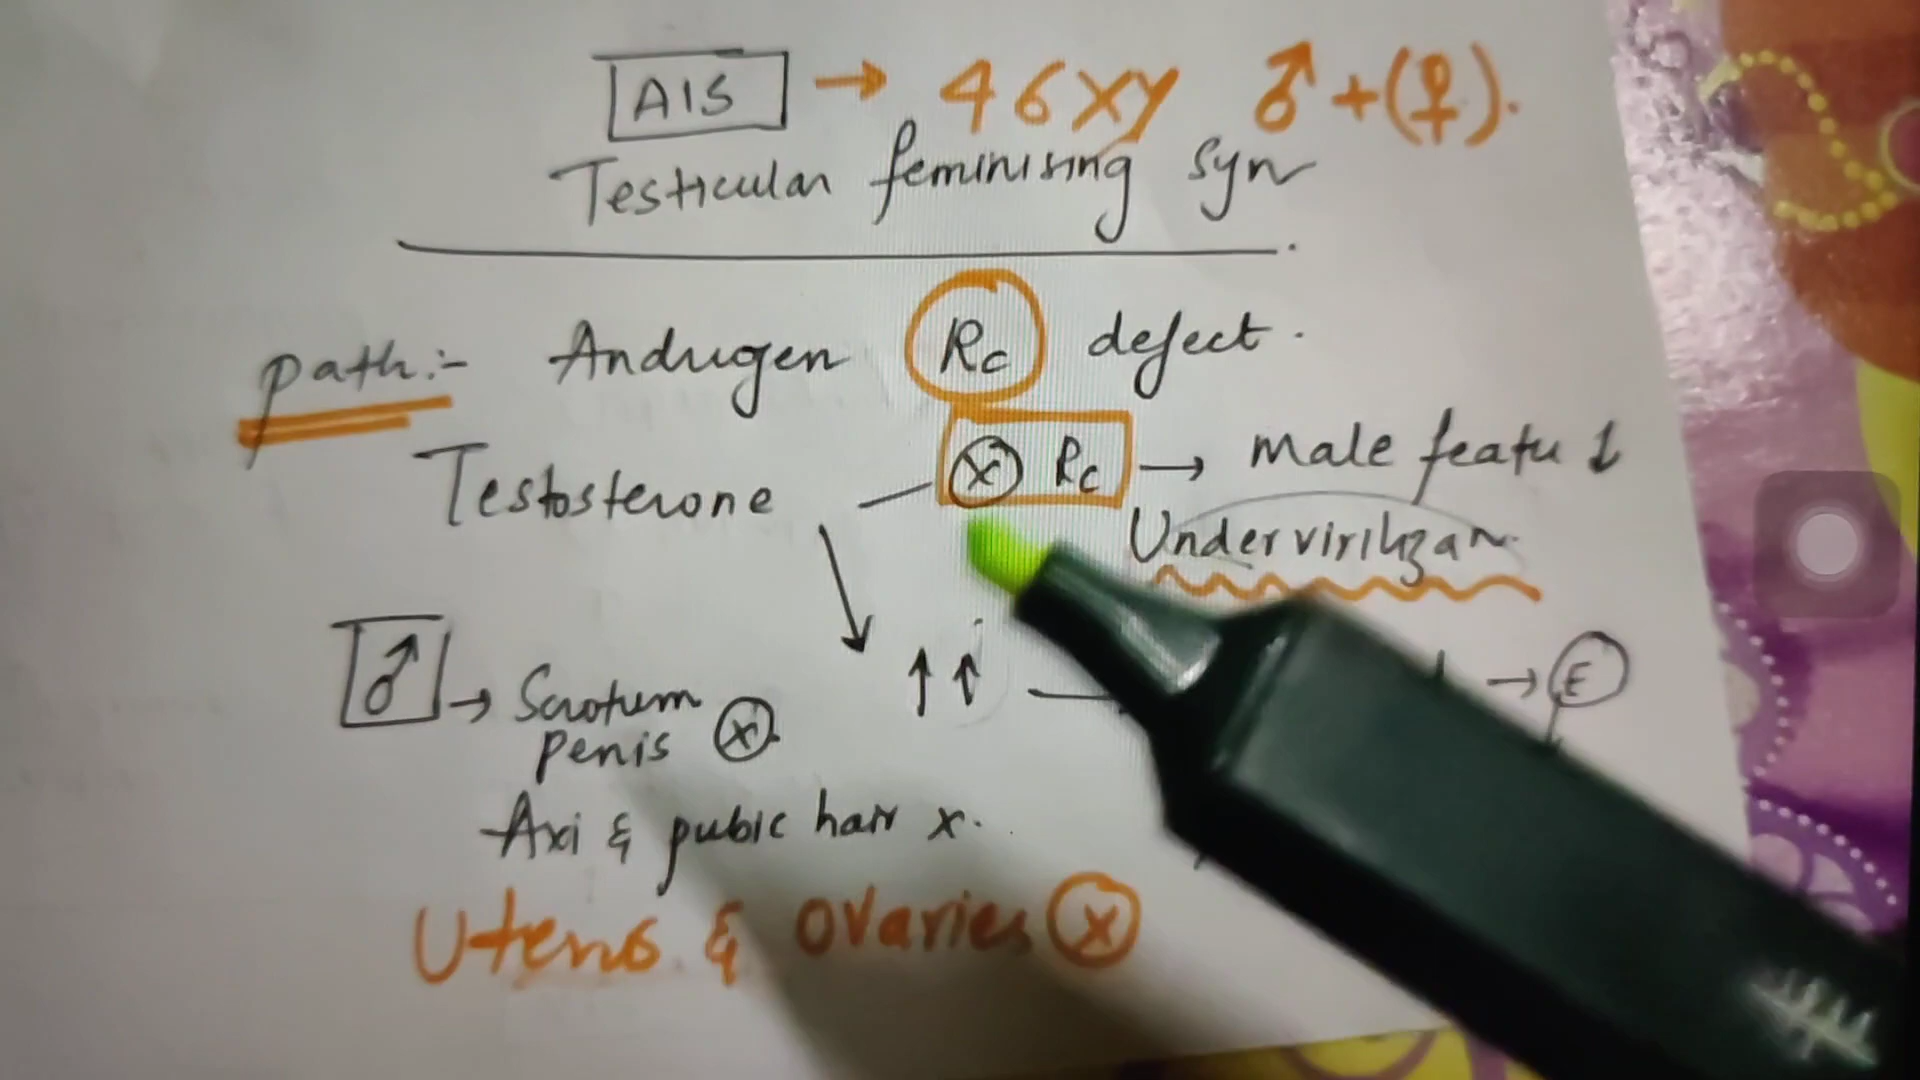 AIS → 46XY ♂ + (♀).
Testicular feminising syn
path:- Androgen Rc defect.
Testosterone — ⓧ Rc → male featu ↓
Undervirilizan.
↑↑ → → E
♂ → Scrotum
penis ⓧ
Axi & pubic hair x.
Uterus & ovaries ⓧ